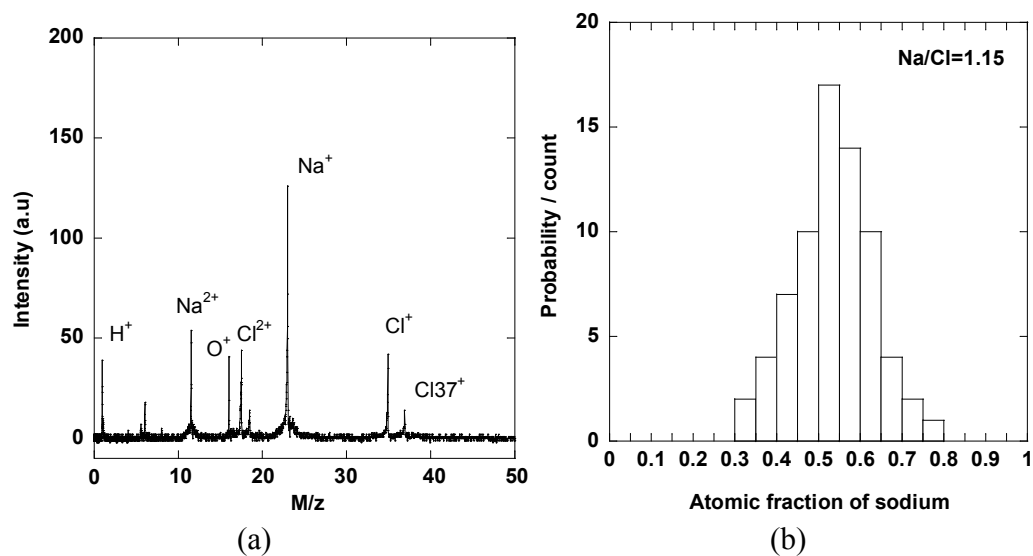 200
150
100
50
0
Intensity (a.u)
H⁺
Na²⁺
O⁺
Cl²⁺
Na⁺
Cl⁺
Cl37⁺
0 10 20 30 40 50
M/z
(a)
20
15
10
5
0
Probability / count
Na/Cl=1.15
0 0.1 0.2 0.3 0.4 0.5 0.6 0.7 0.8 0.9 1
Atomic fraction of sodium
(b)